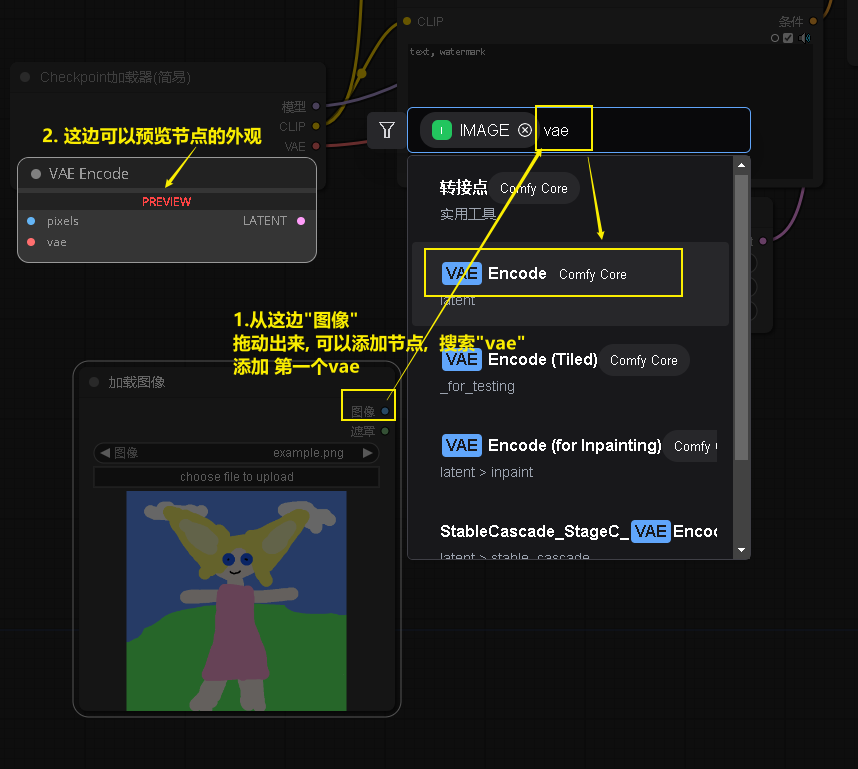 CLIP
条件
text, watermark
Checkpoint加载器(简易)
模型
CLIP
VAE
IMAGE
vae
2. 这边可以预览节点的外观
VAE Encode
PREVIEW
pixels
LATENT
vae
转接点 Comfy Core
实用工具
VAE Encode Comfy Core
latent
1.从这边"图像"
拖动出来, 可以添加节点, 搜索"vae"
添加 第一个vae
VAE Encode (Tiled) Comfy Core
_for_testing
VAE Encode (for Inpainting) Comfy
latent > inpaint
StableCascade_StageC_VAE Enco
latent > stable_cascade
加载图像
图像
遮罩
图像
example.png
choose file to upload